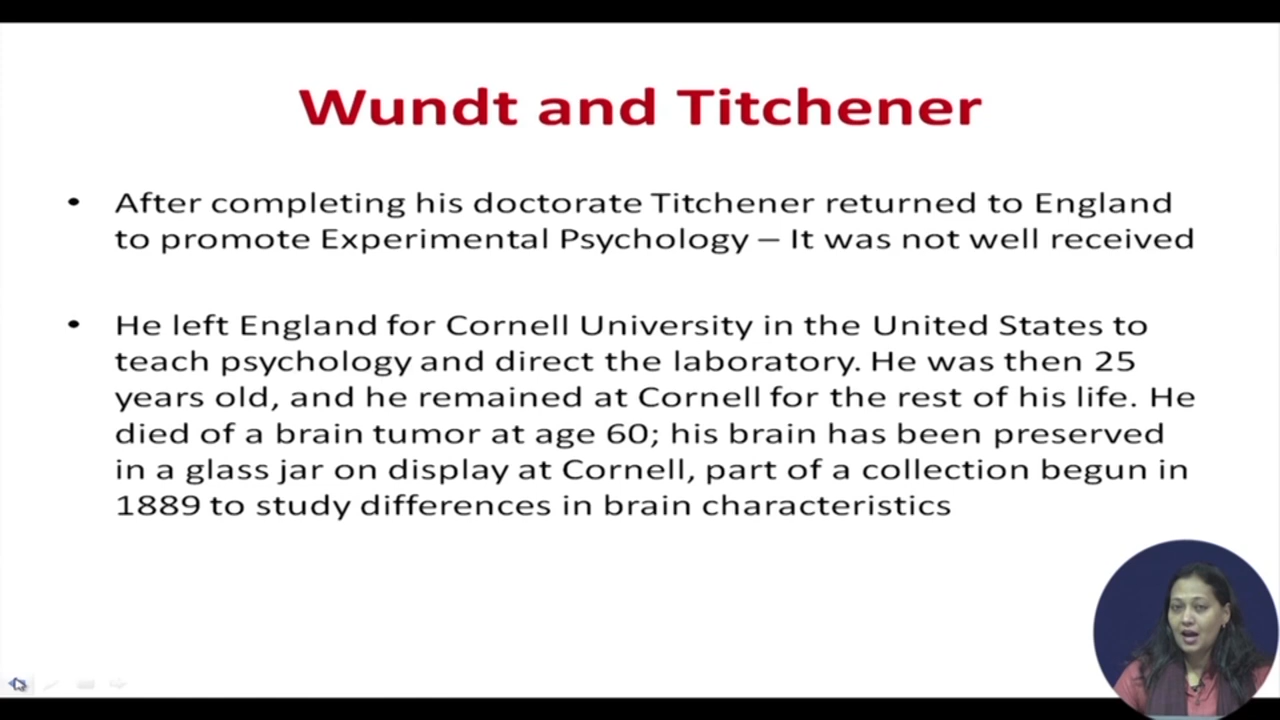 Wundt and Titchener
• After completing his doctorate Titchener returned to England
to promote Experimental Psychology – It was not well received
• He left England for Cornell University in the United States to
teach psychology and direct the laboratory. He was then 25
years old, and he remained at Cornell for the rest of his life. He
died of a brain tumor at age 60; his brain has been preserved
in a glass jar on display at Cornell, part of a collection begun in
1889 to study differences in brain characteristics